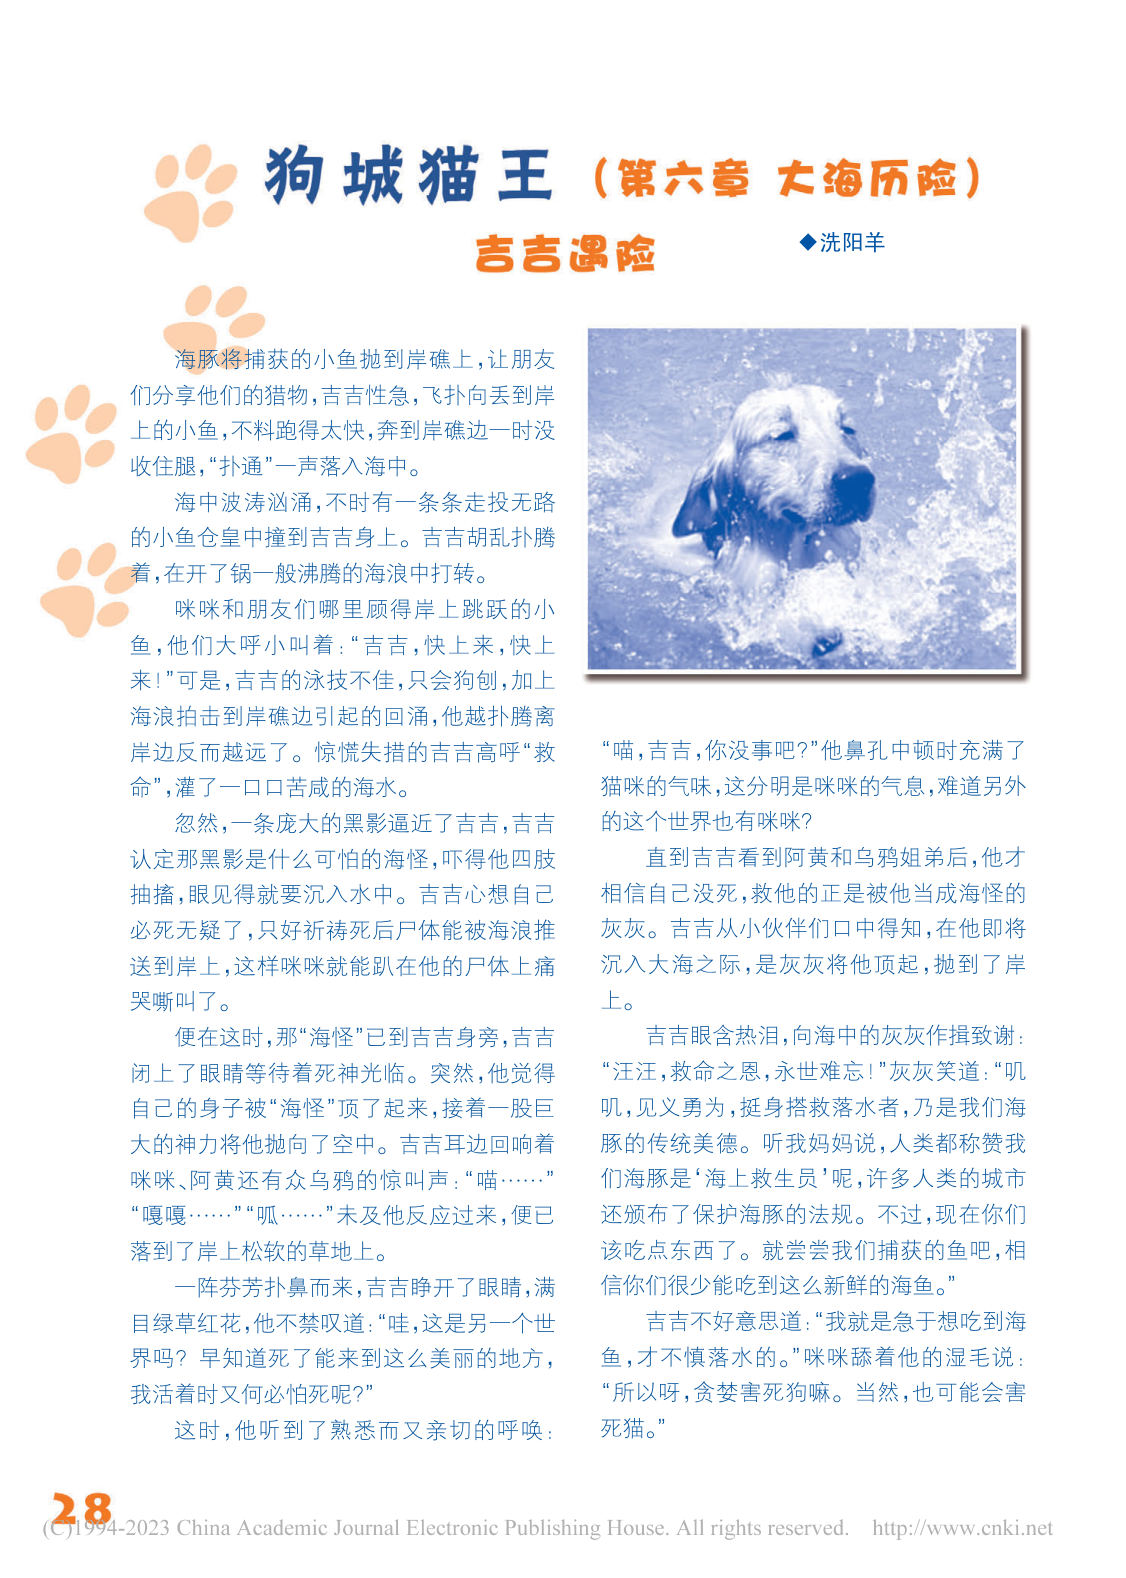 狗城猫王（第六章 大海历险）
吉吉遇险
◆洗阳羊
海豚将捕获的小鱼抛到岸礁上,让朋友
们分享他们的猎物,吉吉性急,飞扑向丢到岸
上的小鱼,不料跑得太快,奔到岸礁边一时没
收住腿,“扑通”一声落入海中。
海中波涛汹涌,不时有一条条走投无路
的小鱼仓皇中撞到吉吉身上。吉吉胡乱扑腾
着,在开了锅一般沸腾的海浪中打转。
咪咪和朋友们哪里顾得岸上跳跃的小
鱼,他们大呼小叫着:“吉吉,快上来,快上
来!”可是,吉吉的泳技不佳,只会狗刨,加上
海浪拍击到岸礁边引起的回涌,他越扑腾离
岸边反而越远了。惊慌失措的吉吉高呼“救
命”,灌了一口口苦咸的海水。
忽然,一条庞大的黑影逼近了吉吉,吉吉
认定那黑影是什么可怕的海怪,吓得他四肢
抽搐,眼见得就要沉入水中。吉吉心想自己
必死无疑了,只好祈祷死后尸体能被海浪推
送到岸上,这样咪咪就能趴在他的尸体上痛
哭嘶叫了。
便在这时,那“海怪”已到吉吉身旁,吉吉
闭上了眼睛等待着死神光临。突然,他觉得
自己的身子被“海怪”顶了起来,接着一股巨
大的神力将他抛向了空中。吉吉耳边回响着
咪咪、阿黄还有众乌鸦的惊叫声:“喵……”
“嘎嘎……”“呱……”未及他反应过来,便已
落到了岸上松软的草地上。
一阵芬芳扑鼻而来,吉吉睁开了眼睛,满
目绿草红花,他不禁叹道:“哇,这是另一个世
界吗? 早知道死了能来到这么美丽的地方,
我活着时又何必怕死呢?”
这时,他听到了熟悉而又亲切的呼唤:
“喵,吉吉,你没事吧?”他鼻孔中顿时充满了
猫咪的气味,这分明是咪咪的气息,难道另外
的这个世界也有咪咪?
直到吉吉看到阿黄和乌鸦姐弟后,他才
相信自己没死,救他的正是被他当成海怪的
灰灰。吉吉从小伙伴们口中得知,在他即将
沉入大海之际,是灰灰将他顶起,抛到了岸
上。
吉吉眼含热泪,向海中的灰灰作揖致谢:
“汪汪,救命之恩,永世难忘!”灰灰笑道:“叽
叽,见义勇为,挺身搭救落水者,乃是我们海
豚的传统美德。听我妈妈说,人类都称赞我
们海豚是‘海上救生员’呢,许多人类的城市
还颁布了保护海豚的法规。不过,现在你们
该吃点东西了。就尝尝我们捕获的鱼吧,相
信你们很少能吃到这么新鲜的海鱼。”
吉吉不好意思道:“我就是急于想吃到海
鱼,才不慎落水的。”咪咪舔着他的湿毛说:
“所以呀,贪婪害死狗嘛。当然,也可能会害
死猫。”
28
(C)1994-2023 China Academic Journal Electronic Publishing House. All rights reserved. http://www.cnki.net